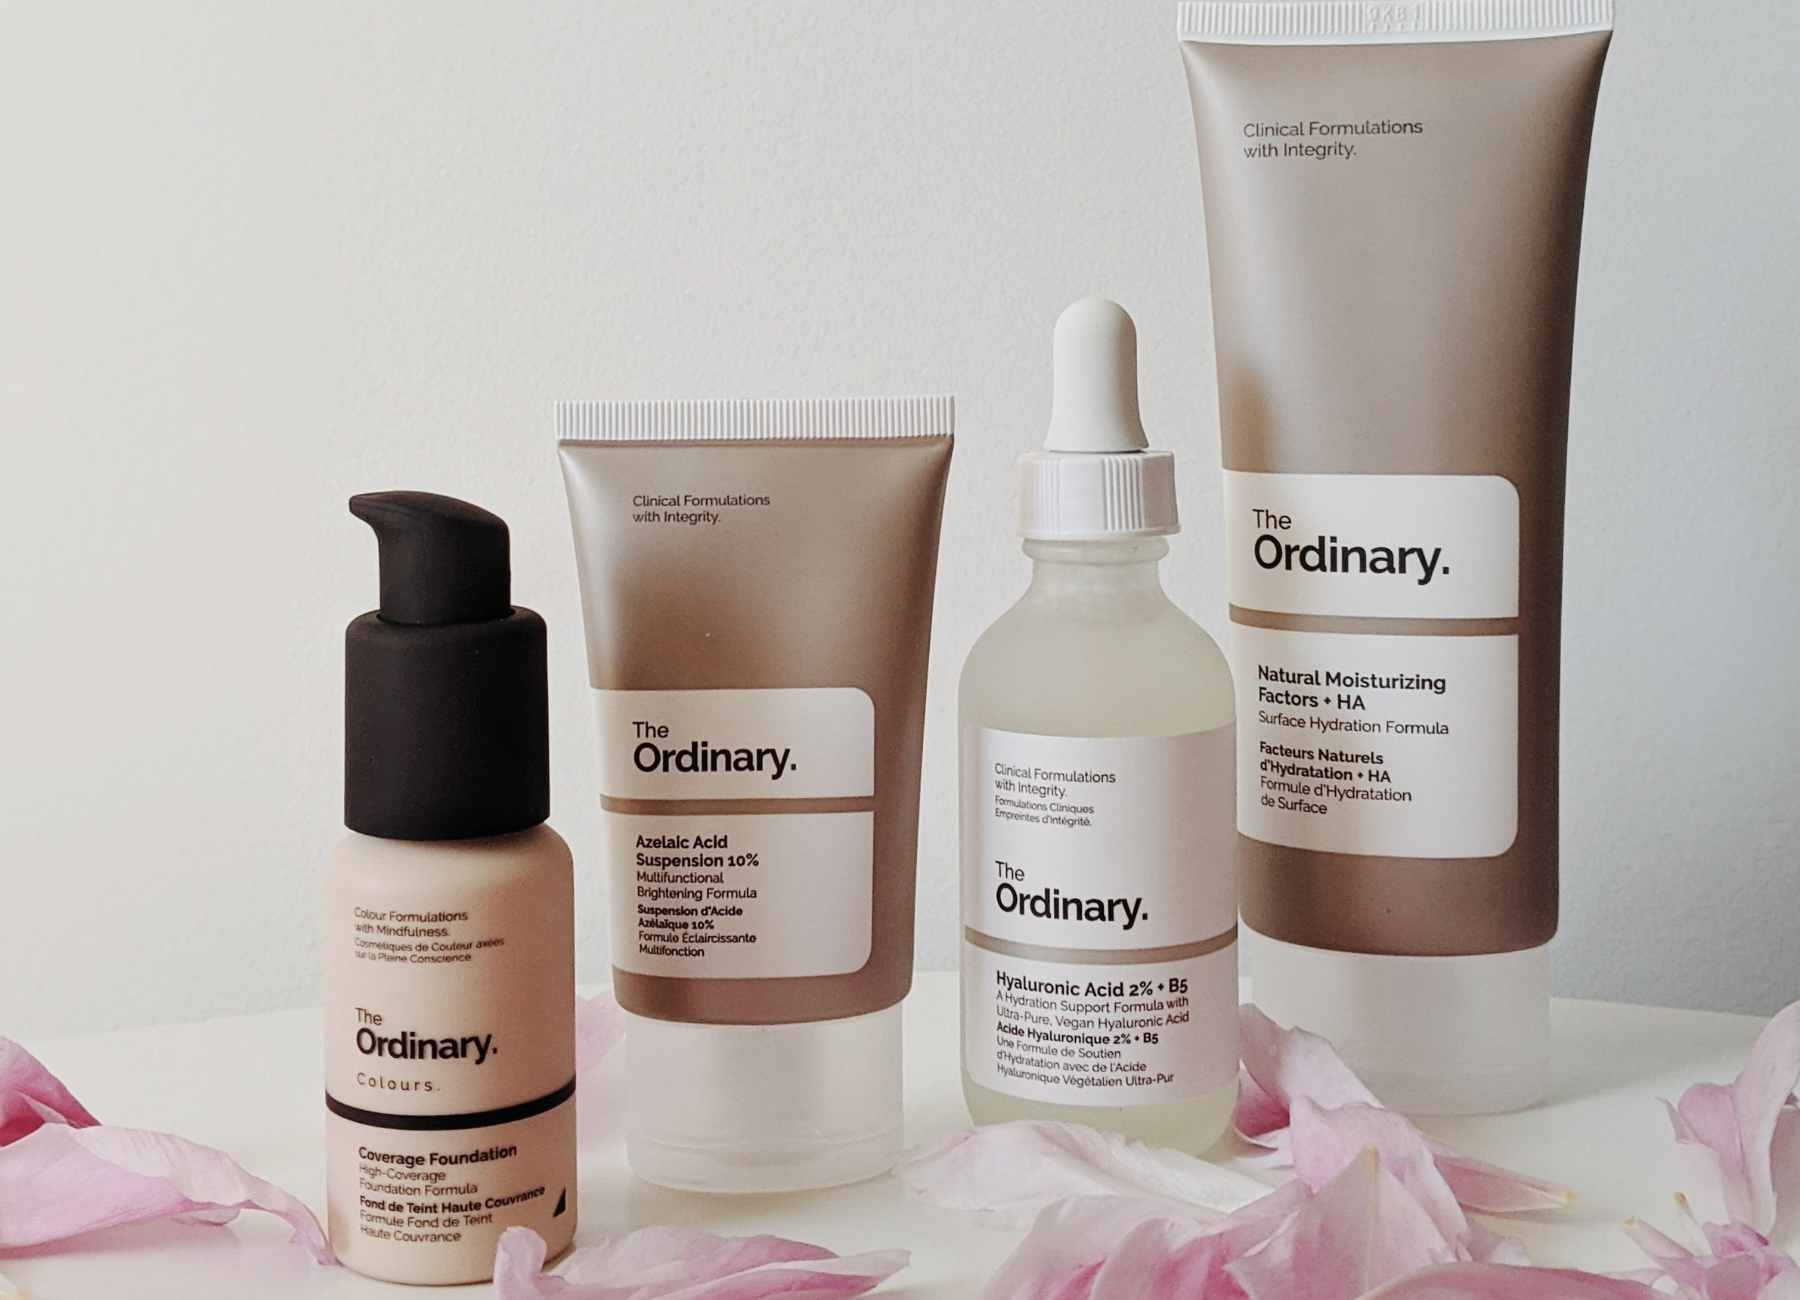 Colour Formulations
with Mindfulness.
Cosmétiques de Couleur axées
sur la Pleine Conscience.
The
Ordinary.
Colours.
Coverage Foundation
High-Coverage
Foundation Formula
Fond de Teint Haute Couvrance
Formule Fond de Teint
Haute Couvrance
Clinical Formulations
with Integrity.
The
Ordinary.
Azelaic Acid
Suspension 10%
Multifunctional
Brightening Formula
Suspension d'Acide
Azélaïque 10%
Formule Éclaircissante
Multifonction
Clinical Formulations
with Integrity.
Formulations Cliniques
Empreintes d'Intégrité.
The
Ordinary.
Hyaluronic Acid 2% + B5
A Hydration Support Formula with
Ultra-Pure, Vegan Hyaluronic Acid
Acide Hyaluronique 2% + B5
Une Formule de Soutien
d'Hydratation avec de l'Acide
Hyaluronique Végétalien Ultra-Pur
Clinical Formulations
with Integrity.
The
Ordinary.
Natural Moisturizing
Factors + HA
Surface Hydration Formula
Facteurs Naturels
d'Hydratation + HA
Formule d'Hydratation
de Surface